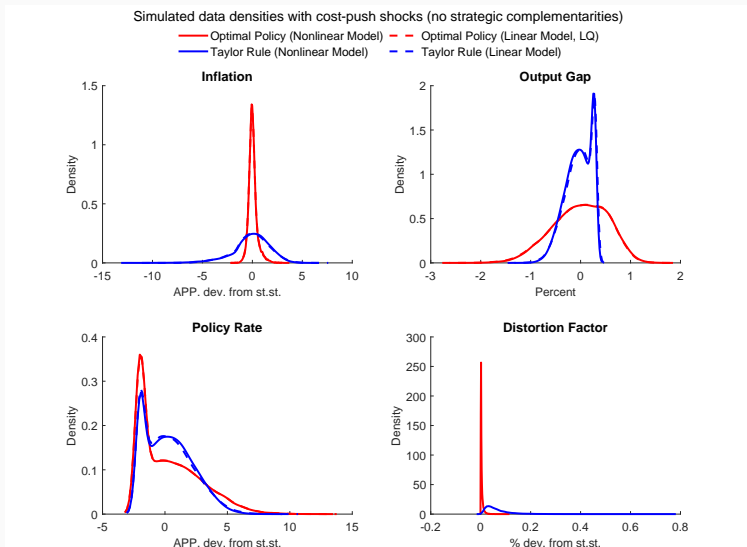 Simulated data densities with cost-push shocks (no strategic complementarities)
Optimal Policy (Nonlinear Model) Optimal Policy (Linear Model, LQ)
Taylor Rule (Nonlinear Model) Taylor Rule (Linear Model)
Inflation
1.5
1
0.5
0
Density
-15 -10 -5 0 5 10
APP. dev. from st.st.
Output Gap
2
1.5
1
0.5
0
Density
-3 -2 -1 0 1 2
Percent
Policy Rate
0.4
0.3
0.2
0.1
0
Density
-5 0 5 10 15
APP. dev. from st.st.
Distortion Factor
300
250
200
150
100
50
0
Density
-0.2 0 0.2 0.4 0.6 0.8
% dev. from st.st.